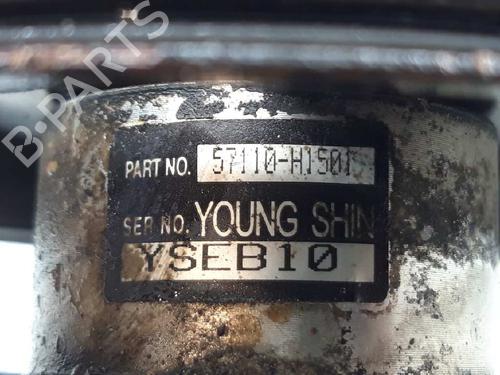 B-PARTS
PART NO. 57110-H1501
SER NO. YOUNG SHIN
YSEB10